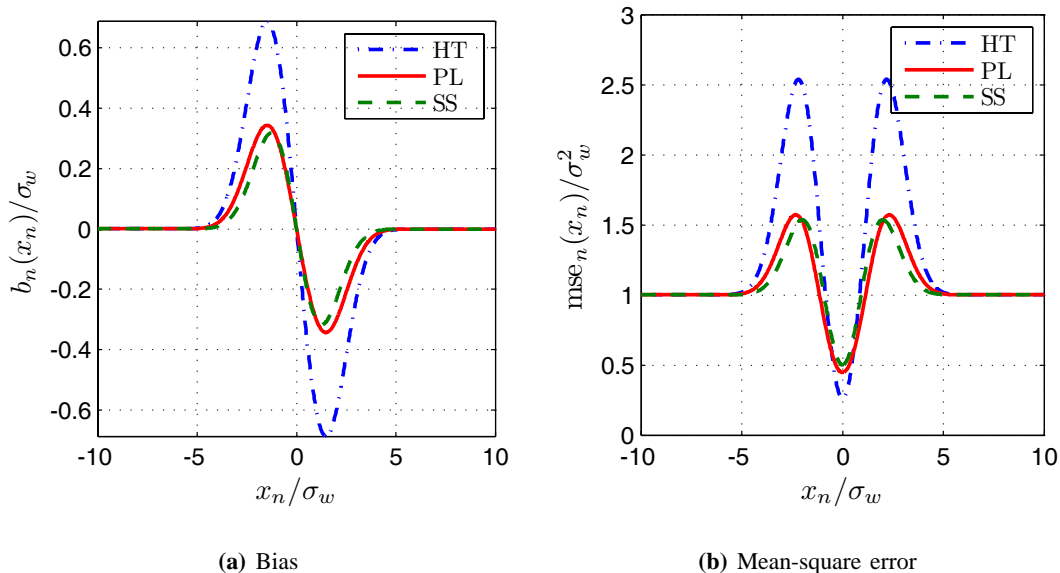 0.6
0.4
0.2
0
-0.2
-0.4
-0.6
b_n(x_n)/σ_w
-10
-5
0
5
10
x_n/σ_w
HT
PL
SS
(a) Bias
3
2.5
2
1.5
1
0.5
0
mse_n(x_n)/σ_w^2
-10
-5
0
5
10
x_n/σ_w
HT
PL
SS
(b) Mean-square error